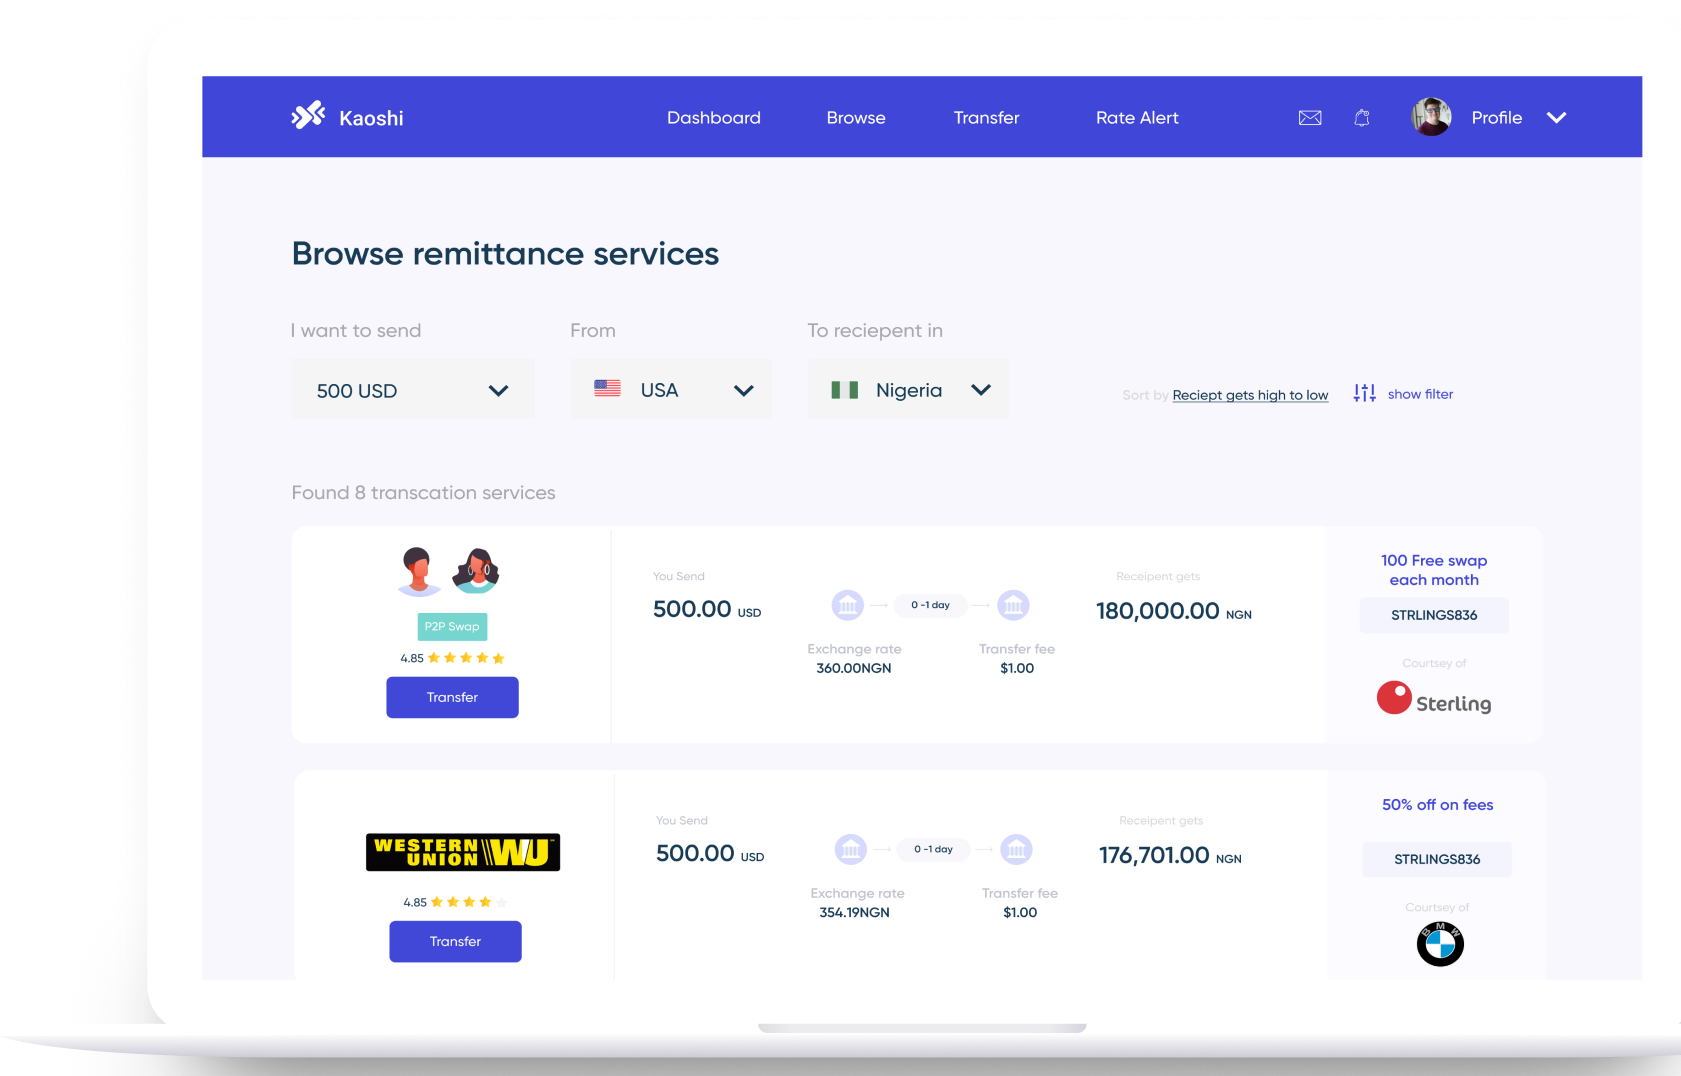 Kaoshi
Dashboard
Browse
Transfer
Rate Alert
Profile
Browse remittance services
I want to send
From
To reciepent in
500 USD
USA
Nigeria
Sort by Reciept gets high to low
show filter
Found 8 transcation services
P2P Swap
4.85
Transfer
You Send
500.00 USD
0 -1 day
Exchange rate
360.00NGN
Transfer fee
$1.00
Receipent gets
180,000.00 NGN
100 Free swap
each month
STRLINGS836
Courtsey of
Sterling
WESTERN
UNION
WU
4.85
Transfer
You Send
500.00 USD
0 -1 day
Exchange rate
354.19NGN
Transfer fee
$1.00
Receipent gets
176,701.00 NGN
50% off on fees
STRLINGS836
Courtsey of
BMW